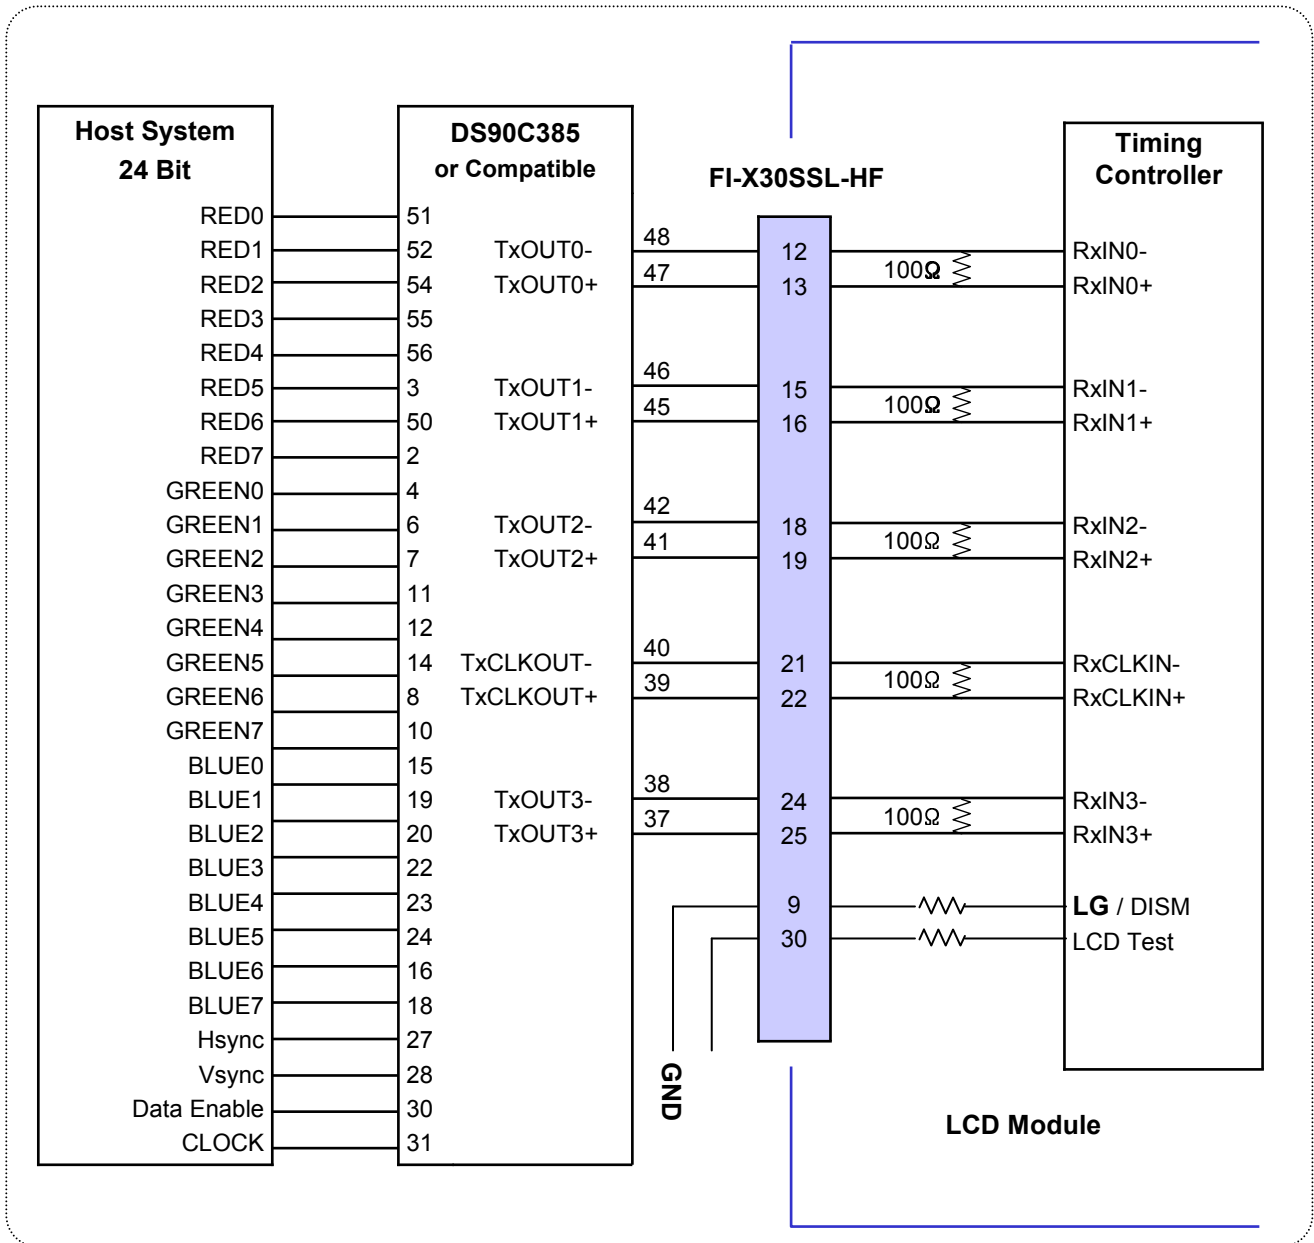 Host System
24 Bit
RED0
RED1
RED2
RED3
RED4
RED5
RED6
RED7
GREEN0
GREEN1
GREEN2
GREEN3
GREEN4
GREEN5
GREEN6
GREEN7
BLUE0
BLUE1
BLUE2
BLUE3
BLUE4
BLUE5
BLUE6
BLUE7
Hsync
Vsync
Data Enable
CLOCK
DS90C385
or Compatible
51
52
54
55
56
3
50
2
4
6
7
11
12
14
8
10
15
19
20
22
23
24
16
18
27
28
30
31
TxOUT0-
TxOUT0+
TxOUT1-
TxOUT1+
TxOUT2-
TxOUT2+
TxCLKOUT-
TxCLKOUT+
TxOUT3-
TxOUT3+
48
47
46
45
42
41
40
39
38
37
GND
FI-X30SSL-HF
12
13
15
16
18
19
21
22
24
25
9
30
100Ω
100Ω
100Ω
100Ω
100Ω
Timing
Controller
RxIN0-
RxIN0+
RxIN1-
RxIN1+
RxIN2-
RxIN2+
RxCLKIN-
RxCLKIN+
RxIN3-
RxIN3+
LG / DISM
LCD Test
LCD Module